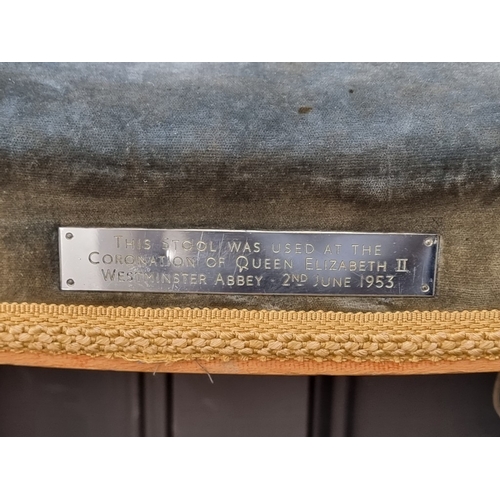 THIS STOOL WAS USED AT THE
CORONATION OF QUEEN ELIZABETH II
WESTMINSTER ABBEY - 2ND JUNE 1953